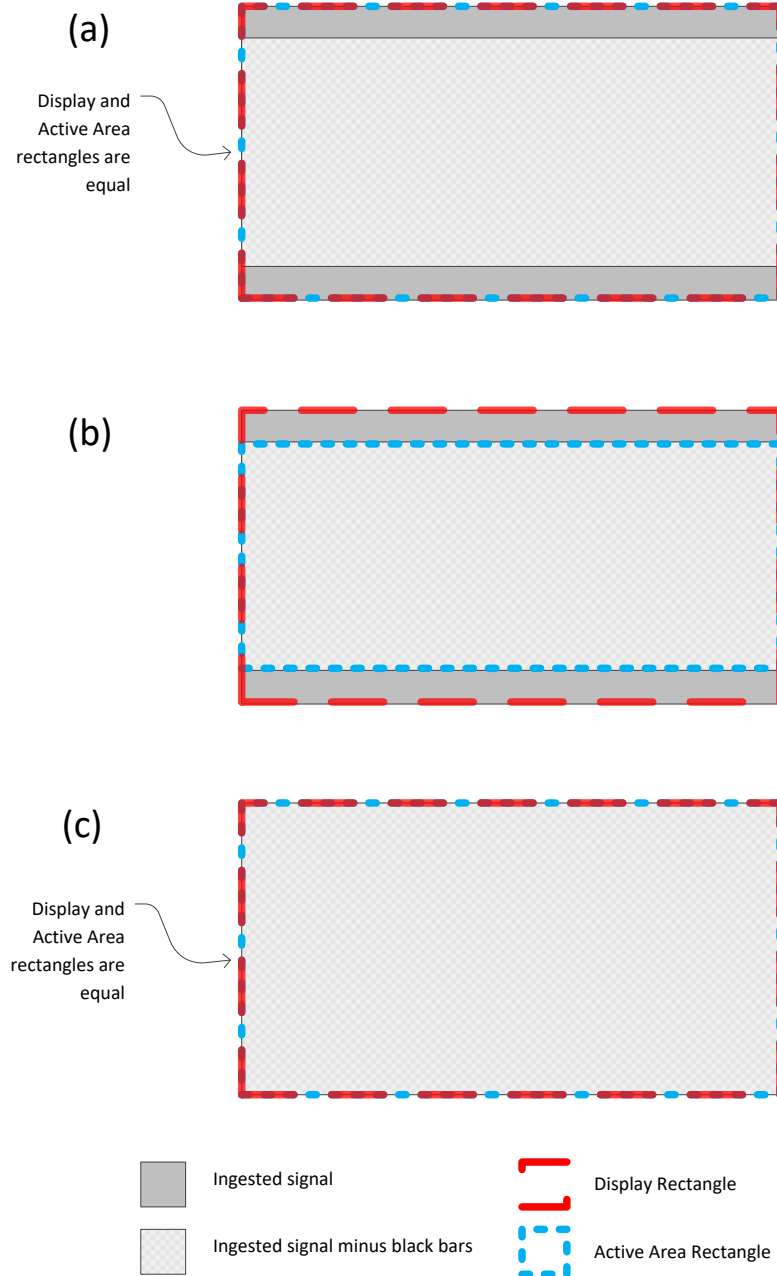 (a)
Display and
Active Area
rectangles are
equal
(b)
(c)
Display and
Active Area
rectangles are
equal
Ingested signal
Display Rectangle
Ingested signal minus black bars
Active Area Rectangle